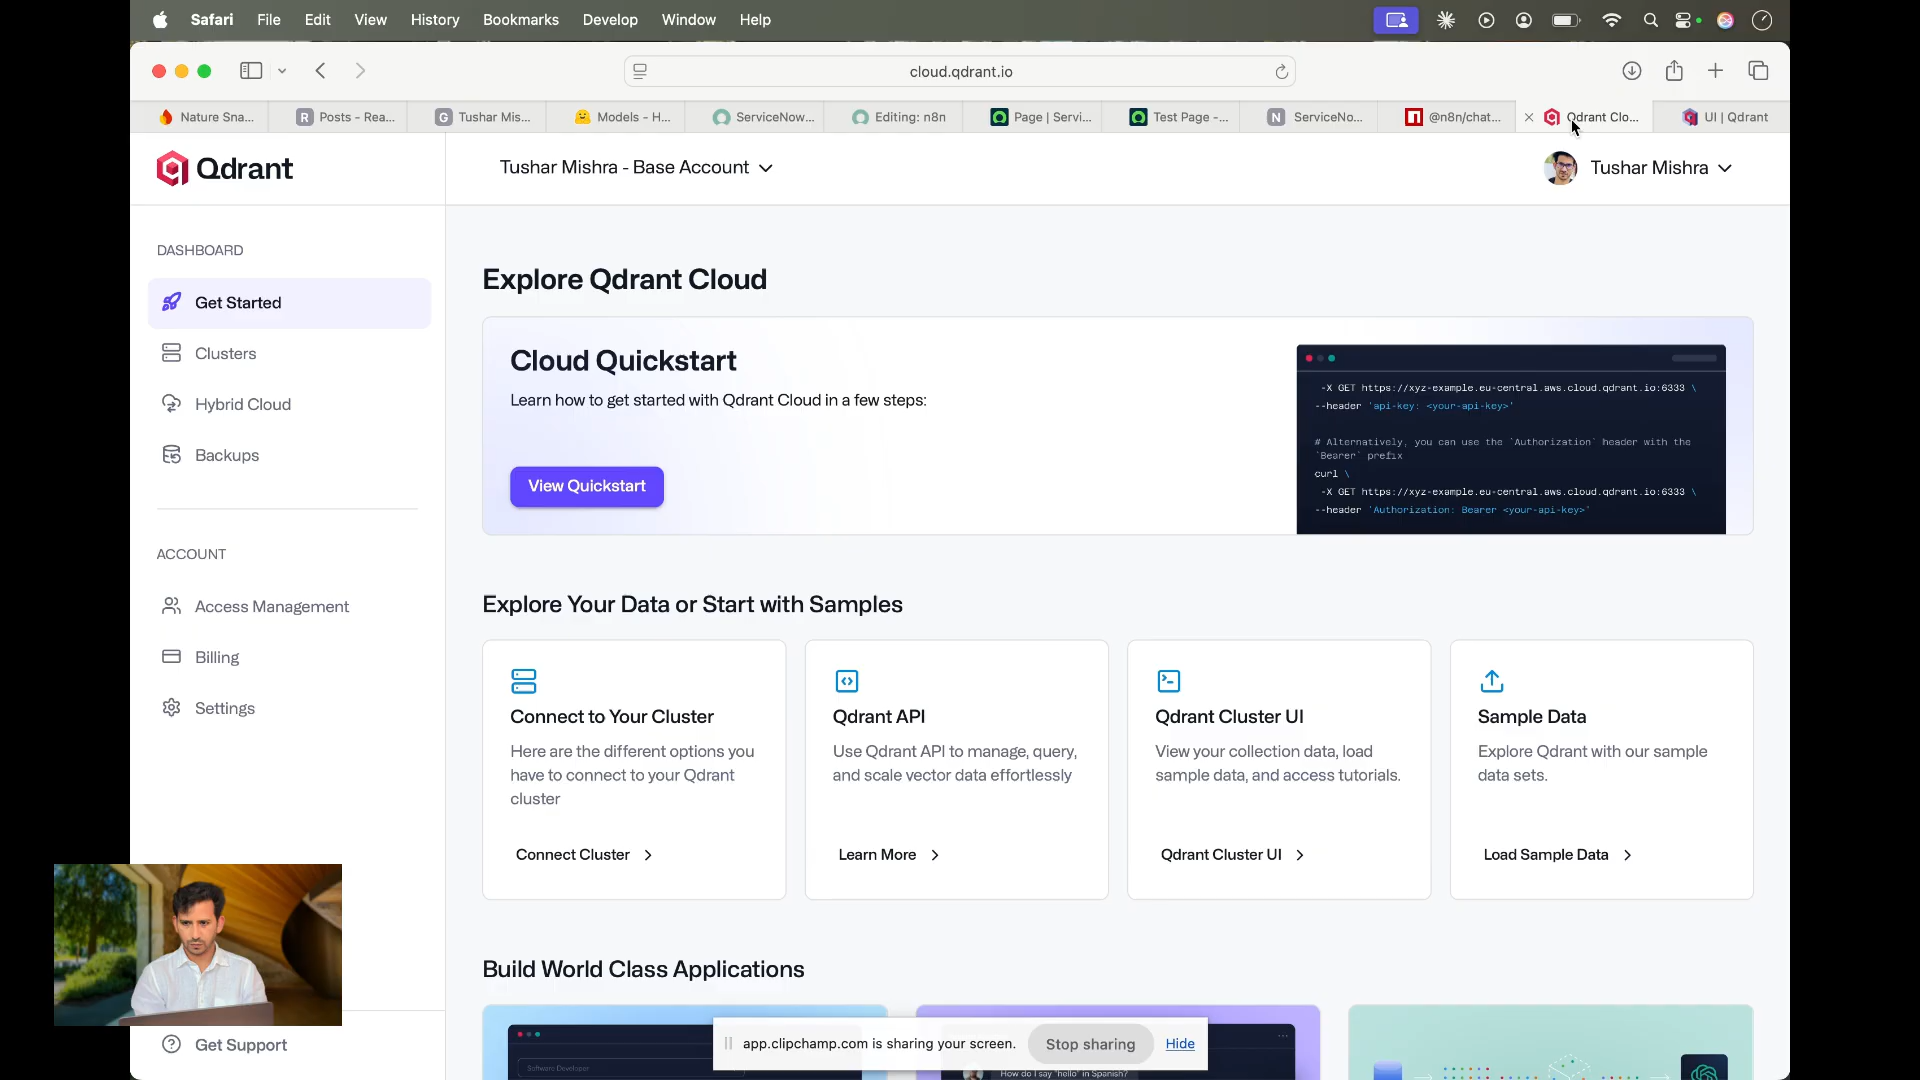 Safari File Edit View History Bookmarks Develop Window Help
cloud.qdrant.io
Nature Sna...
R Posts - Rea...
G Tushar Mis...
Models - H...
ServiceNow...
Editing: n8n
Page | Servi...
Test Page -...
N ServiceNo...
@n8n/chat...
Qdrant Clo...
UI | Qdrant
Qdrant
Tushar Mishra - Base Account
Tushar Mishra
DASHBOARD
Get Started
Clusters
Hybrid Cloud
Backups
ACCOUNT
Access Management
Billing
Settings
Get Support
Explore Qdrant Cloud
Cloud Quickstart
Learn how to get started with Qdrant Cloud in a few steps:
View Quickstart
-X GET https://xyz-example.eu-central.aws.cloud.qdrant.io:6333 \
--header 'api-key: <your-api-key>'
# Alternatively, you can use the `Authorization` header with the
`Bearer` prefix
curl \
-X GET https://xyz-example.eu-central.aws.cloud.qdrant.io:6333 \
--header 'Authorization: Bearer <your-api-key>'
Explore Your Data or Start with Samples
Connect to Your Cluster
Here are the different options you
have to connect to your Qdrant
cluster
Connect Cluster
Qdrant API
Use Qdrant API to manage, query,
and scale vector data effortlessly
Learn More
Qdrant Cluster UI
View your collection data, load
sample data, and access tutorials.
Qdrant Cluster UI
Sample Data
Explore Qdrant with our sample
data sets.
Load Sample Data
Build World Class Applications
Software Developer
app.clipchamp.com is sharing your screen.
Stop sharing
Hide
How do I say "hello" in Spanish?